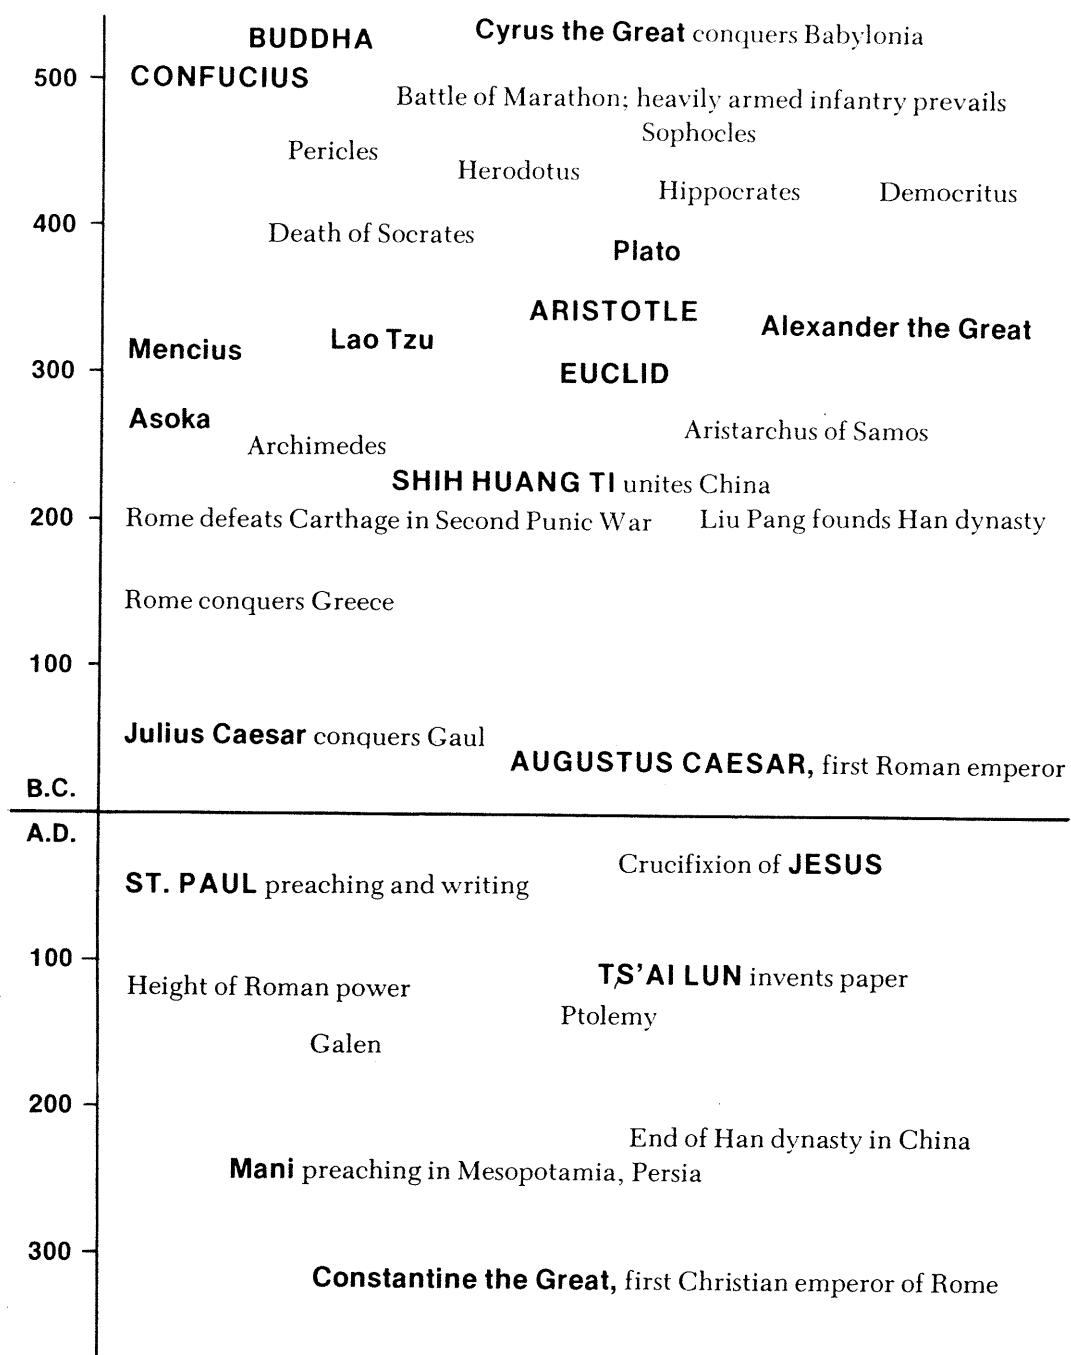 BUDDHA
Cyrus the Great conquers Babylonia
500
CONFUCIUS
Battle of Marathon; heavily armed infantry prevails
Sophocles
Pericles
Herodotus
Hippocrates
Democritus
400
Death of Socrates
Plato
ARISTOTLE
Alexander the Great
Lao Tzu
Mencius
300
EUCLID
Asoka
Archimedes
Aristarchus of Samos
SHIH HUANG TI unites China
200
Rome defeats Carthage in Second Punic War
Liu Pang founds Han dynasty
Rome conquers Greece
100
Julius Caesar conquers Gaul
AUGUSTUS CAESAR, first Roman emperor
B.C.
A.D.
Crucifixion of JESUS
ST. PAUL preaching and writing
100
TS'AI LUN invents paper
Height of Roman power
Ptolemy
Galen
200
End of Han dynasty in China
Mani preaching in Mesopotamia, Persia
300
Constantine the Great, first Christian emperor of Rome